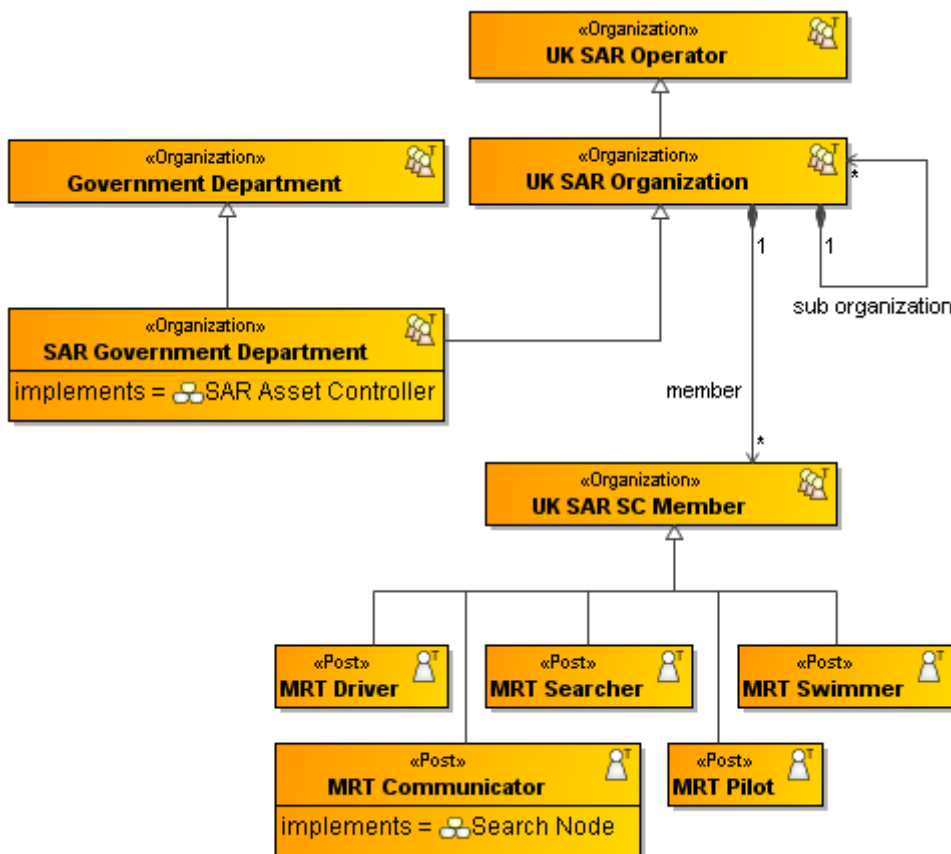 «Organization»
UK SAR Operator
«Organization»
Government Department
«Organization»
UK SAR Organization
*
1
1
sub organization
«Organization»
SAR Government Department
implements = SAR Asset Controller
member
*
«Organization»
UK SAR SC Member
«Post»
MRT Driver
«Post»
MRT Searcher
«Post»
MRT Swimmer
«Post»
MRT Communicator
implements = Search Node
«Post»
MRT Pilot